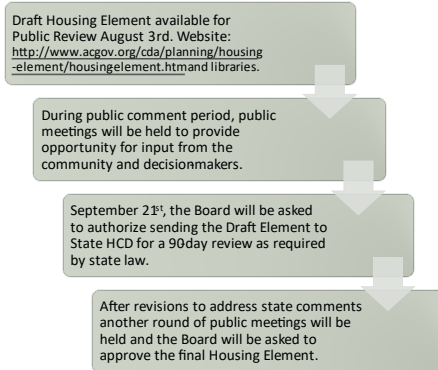 Draft Housing Element available for
Public Review August 3rd. Website:
http://www.acgov.org/cda/planning/housing
-element/housingelement.htmand libraries.
During public comment period, public
meetings will be held to provide
opportunity for input from the
community and decision-makers.
September 21st, the Board will be asked
to authorize sending the Draft Element to
State HCD for a 90-day review as required
by state law.
After revisions to address state comments
another round of public meetings will be
held and the Board will be asked to
approve the final Housing Element.